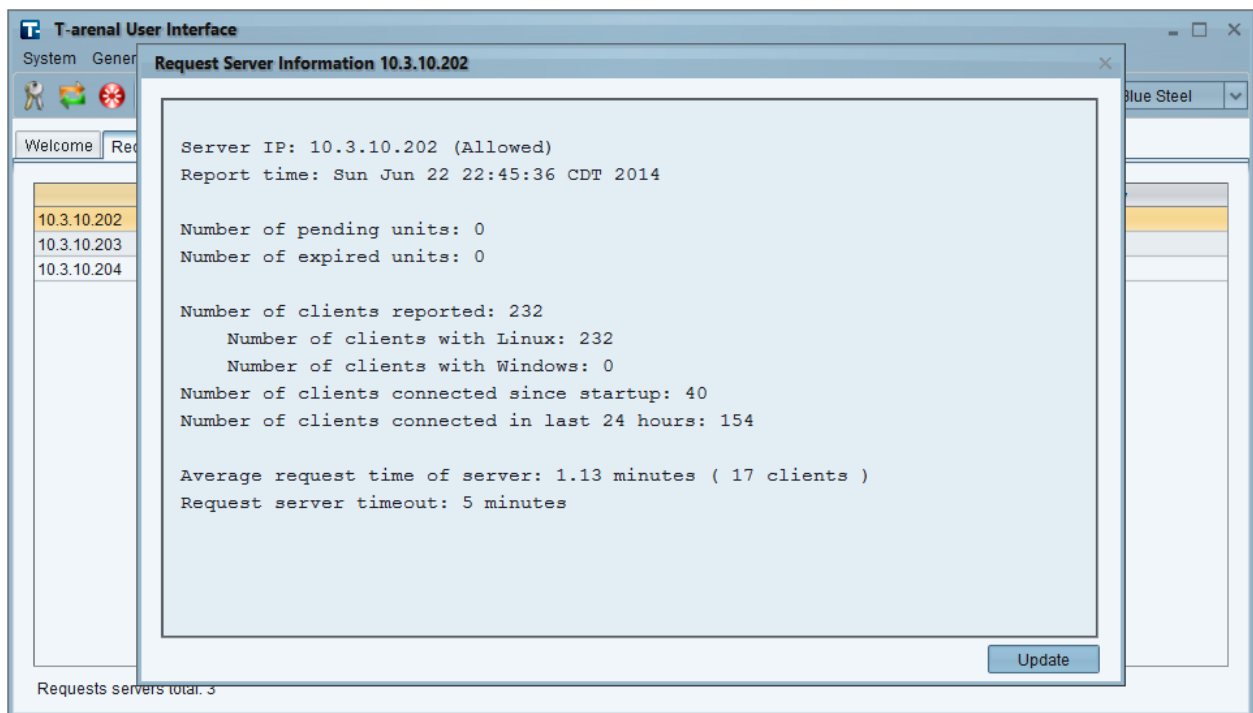 T-arenal User Interface
System Gener
Request Server Information 10.3.10.202
Blue Steel
Welcome
Server IP: 10.3.10.202 (Allowed)
Report time: Sun Jun 22 22:45:36 CDT 2014
10.3.10.202
10.3.10.203
10.3.10.204
Number of pending units: 0
Number of expired units: 0
Number of clients reported: 232
Number of clients with Linux: 232
Number of clients with Windows: 0
Number of clients connected since startup: 40
Number of clients connected in last 24 hours: 154
Average request time of server: 1.13 minutes ( 17 clients )
Request server timeout: 5 minutes
Update
Requests servers total: 3